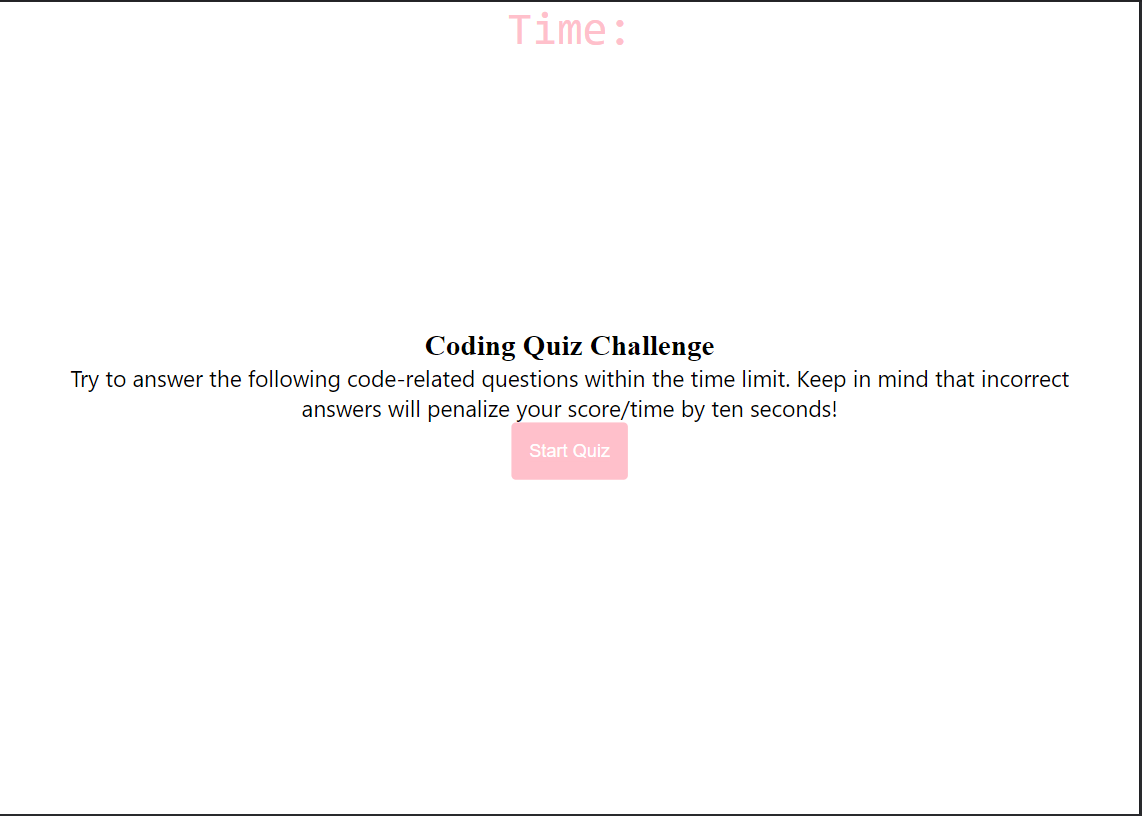 Time:
Coding Quiz Challenge
Try to answer the following code-related questions within the time limit. Keep in mind that incorrect
answers will penalize your score/time by ten seconds!
Start Quiz